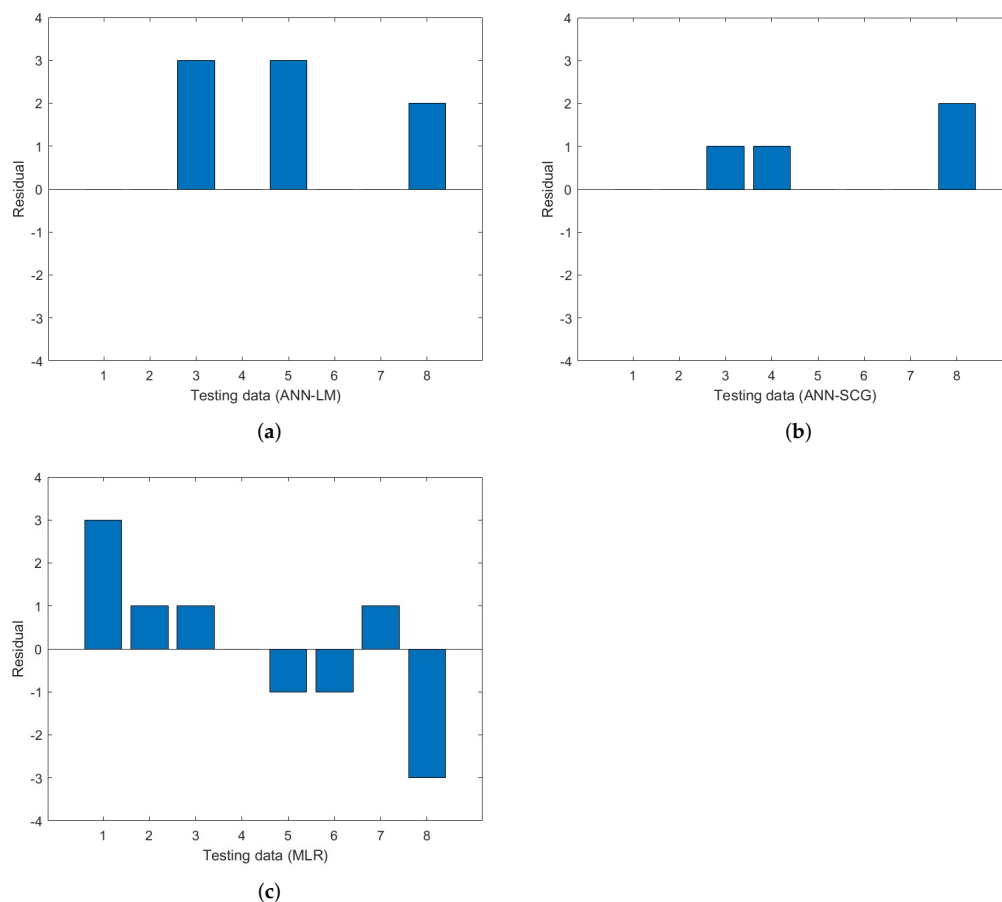 4
3
2
1
0
-1
-2
-3
-4
Residual
1 2 3 4 5 6 7 8
Testing data (ANN-LM)
(a)
4
3
2
1
0
-1
-2
-3
-4
Residual
1 2 3 4 5 6 7 8
Testing data (ANN-SCG)
(b)
4
3
2
1
0
-1
-2
-3
-4
Residual
1 2 3 4 5 6 7 8
Testing data (MLR)
(c)